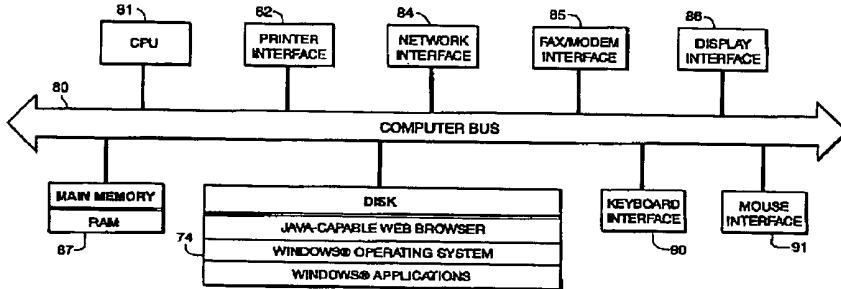 81
82
84
85
86
CPU
PRINTER
INTERFACE
NETWORK
INTERFACE
FAX/MODEM
INTERFACE
DISPLAY
INTERFACE
80
COMPUTER BUS
MAIN MEMORY
RAM
87
DISK
JAVA-CAPABLE WEB BROWSER
WINDOWS® OPERATING SYSTEM
WINDOWS® APPLICATIONS
74
KEYBOARD
INTERFACE
90
MOUSE
INTERFACE
91